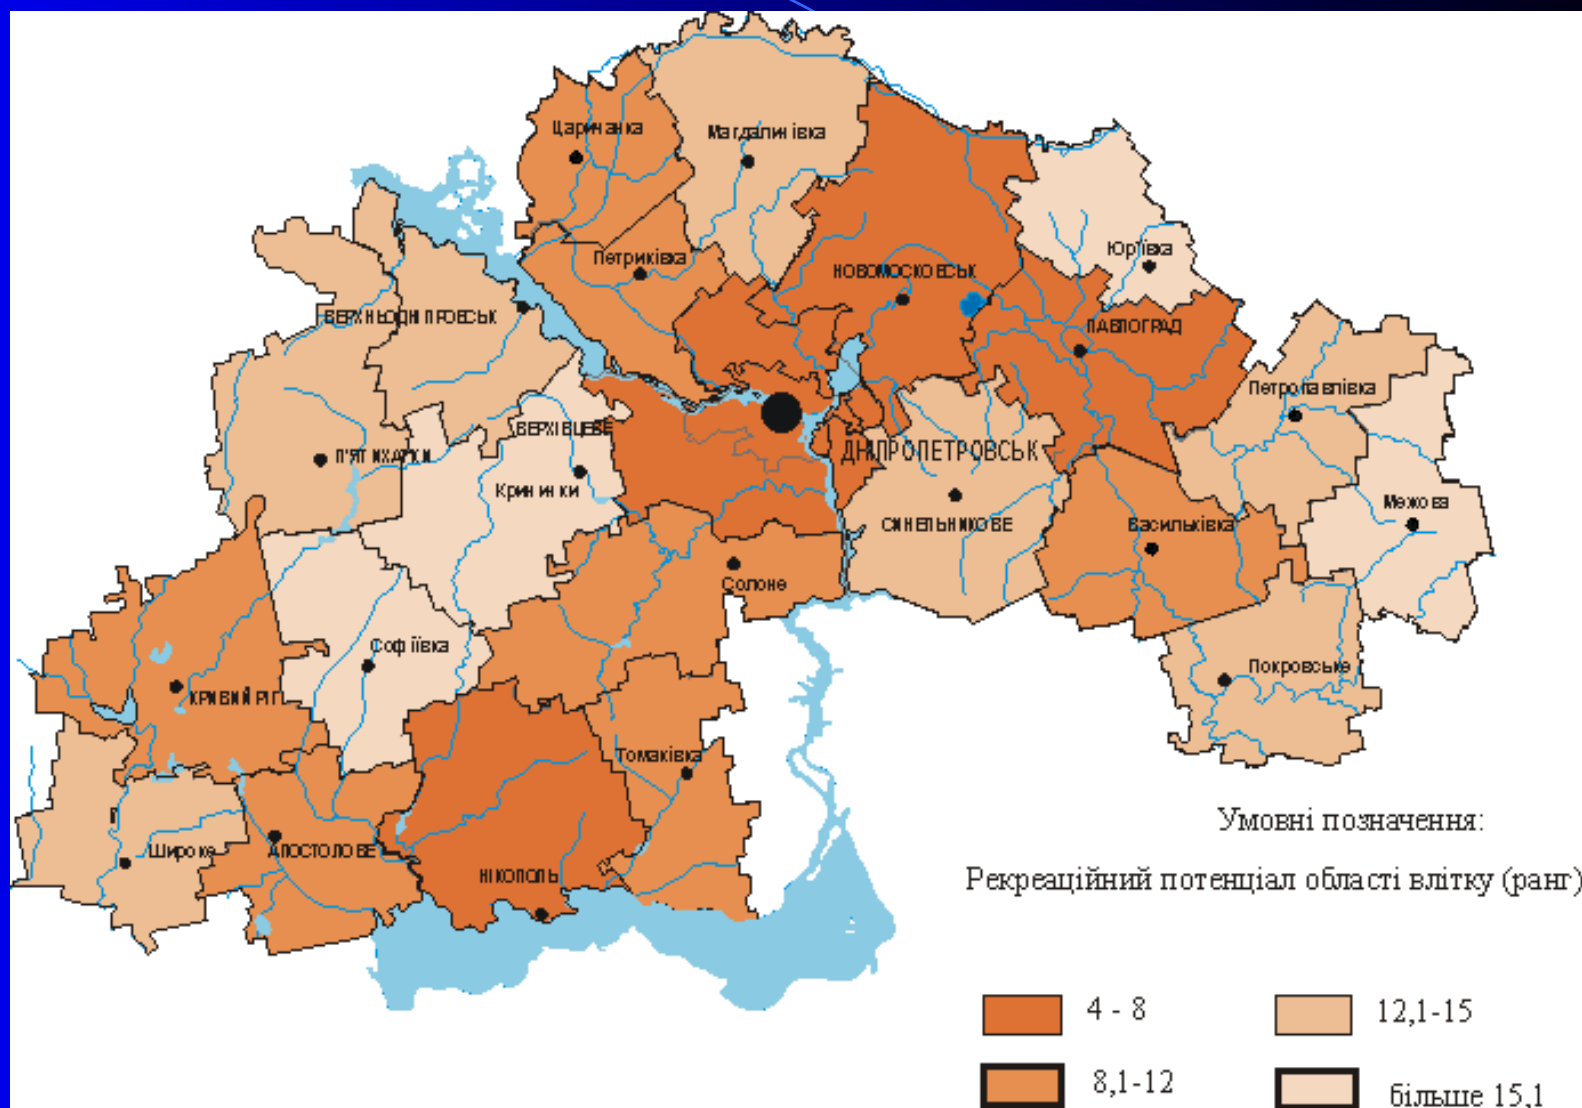 Царичанка
Магдалинівка
Петриківка
НОВОМОСКОВСЬК
Юр'ївка
ВЕРХНЬОДНІПРОВСЬК
ПАВЛОГРАД
Петропавлівка
ВЕРХІВЦЕВЕ
П'ЯТИХАТКИ
ДНІПРОПЕТРОВСЬК
Кринички
СИНЕЛЬНИКОВЕ
Васильківка
Межова
Солоне
Софіївка
Покровське
КРИВИЙ РІГ
Томаківка
Широке
АПОСТОЛОВЕ
НІКОПОЛЬ
Умовні позначення:
Рекреаційний потенціал області влітку (ранг)
4 - 8
12,1-15
8,1-12
більше 15,1